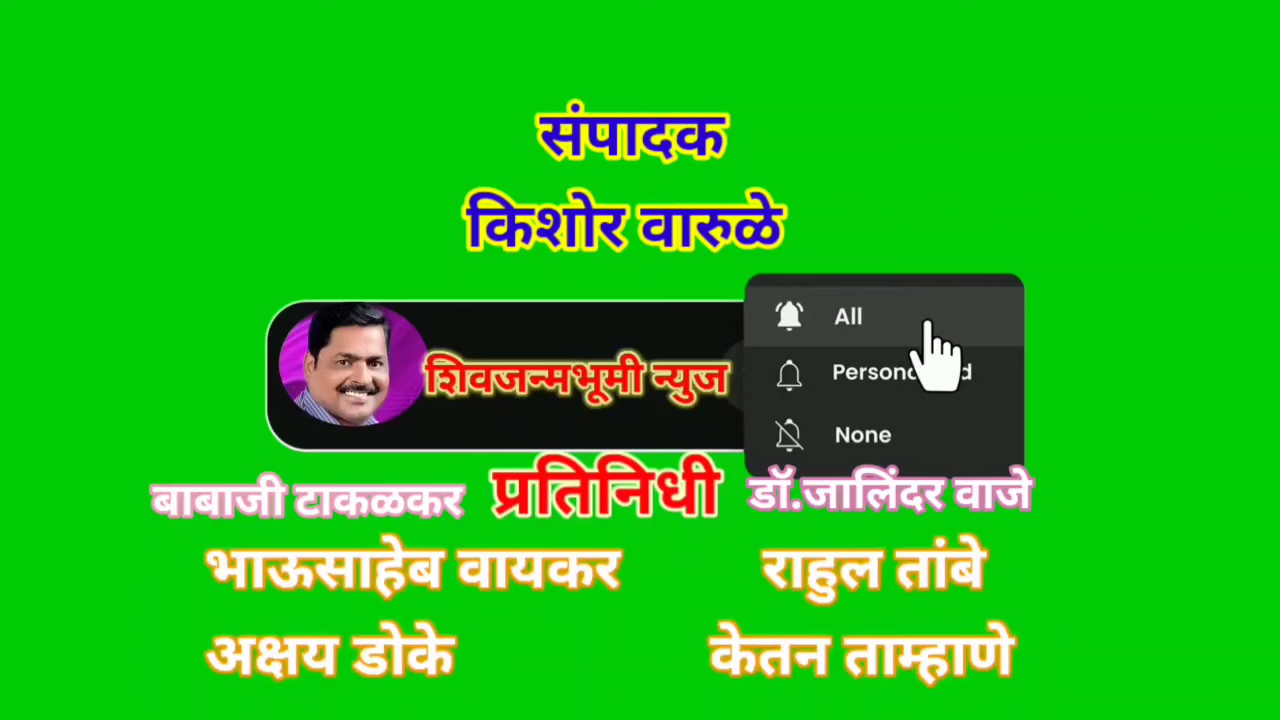 संपादक
किशोर वारुळे
All
शिवजन्मभूमी न्युज
None
बाबाजी टाकळकर प्रतिनिधी डॉ.जालिंदर वाजे
भाऊसाहेब वायकर राहुल तांबे
अक्षय डोके केतन ताम्हाणे